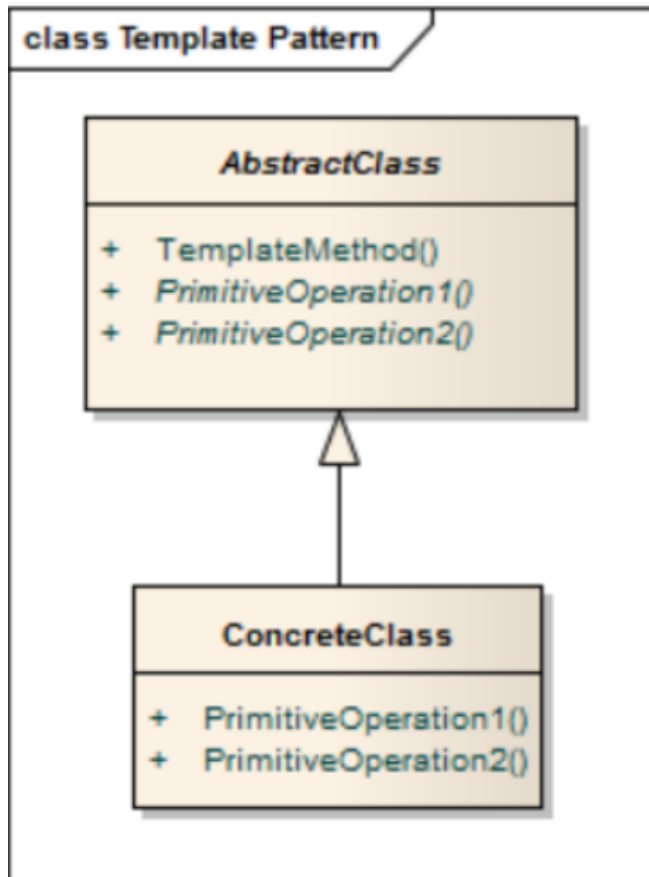 class Template Pattern
AbstractClass
+ TemplateMethod()
+ PrimitiveOperation1()
+ PrimitiveOperation2()
ConcreteClass
+ PrimitiveOperation1()
+ PrimitiveOperation2()